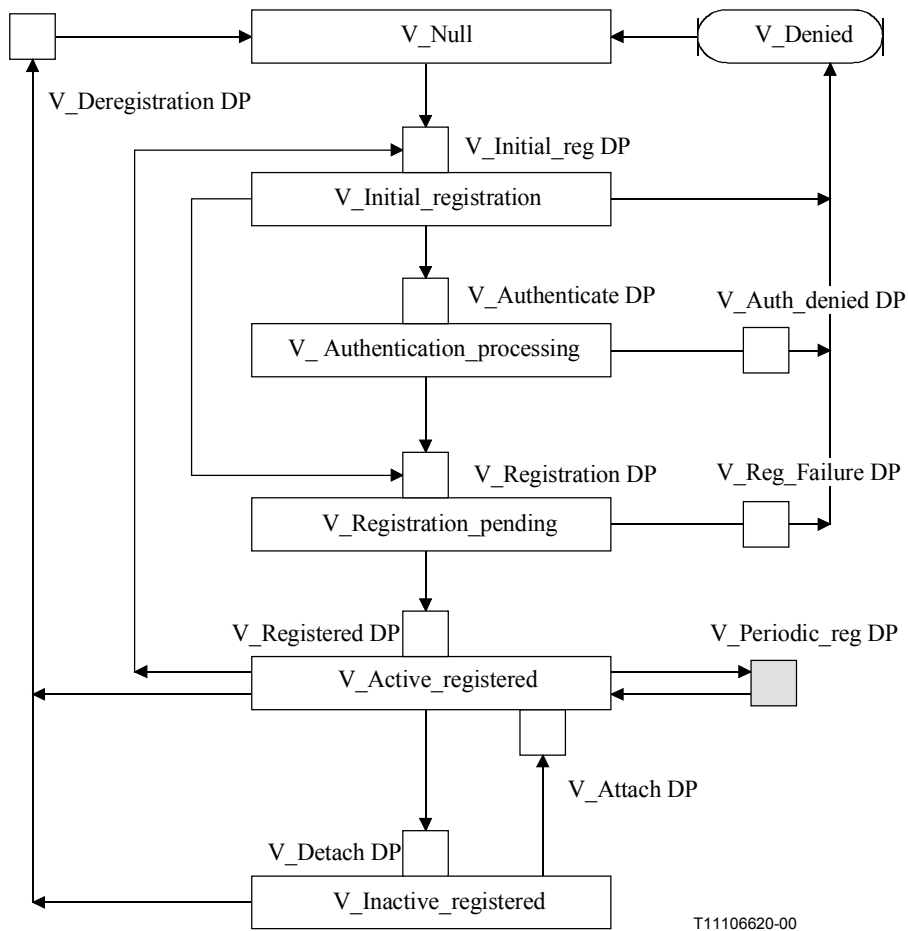 V_Null
V_Denied
V_Deregistration DP
V_Initial_reg DP
V_Initial_registration
V_Authenticate DP
V_Auth_denied DP
V_ Authentication_processing
V_Registration DP
V_Reg_Failure DP
V_Registration_pending
V_Registered DP
V_Periodic_reg DP
V_Active_registered
V_Attach DP
V_Detach DP
V_Inactive_registered
T11106620-00